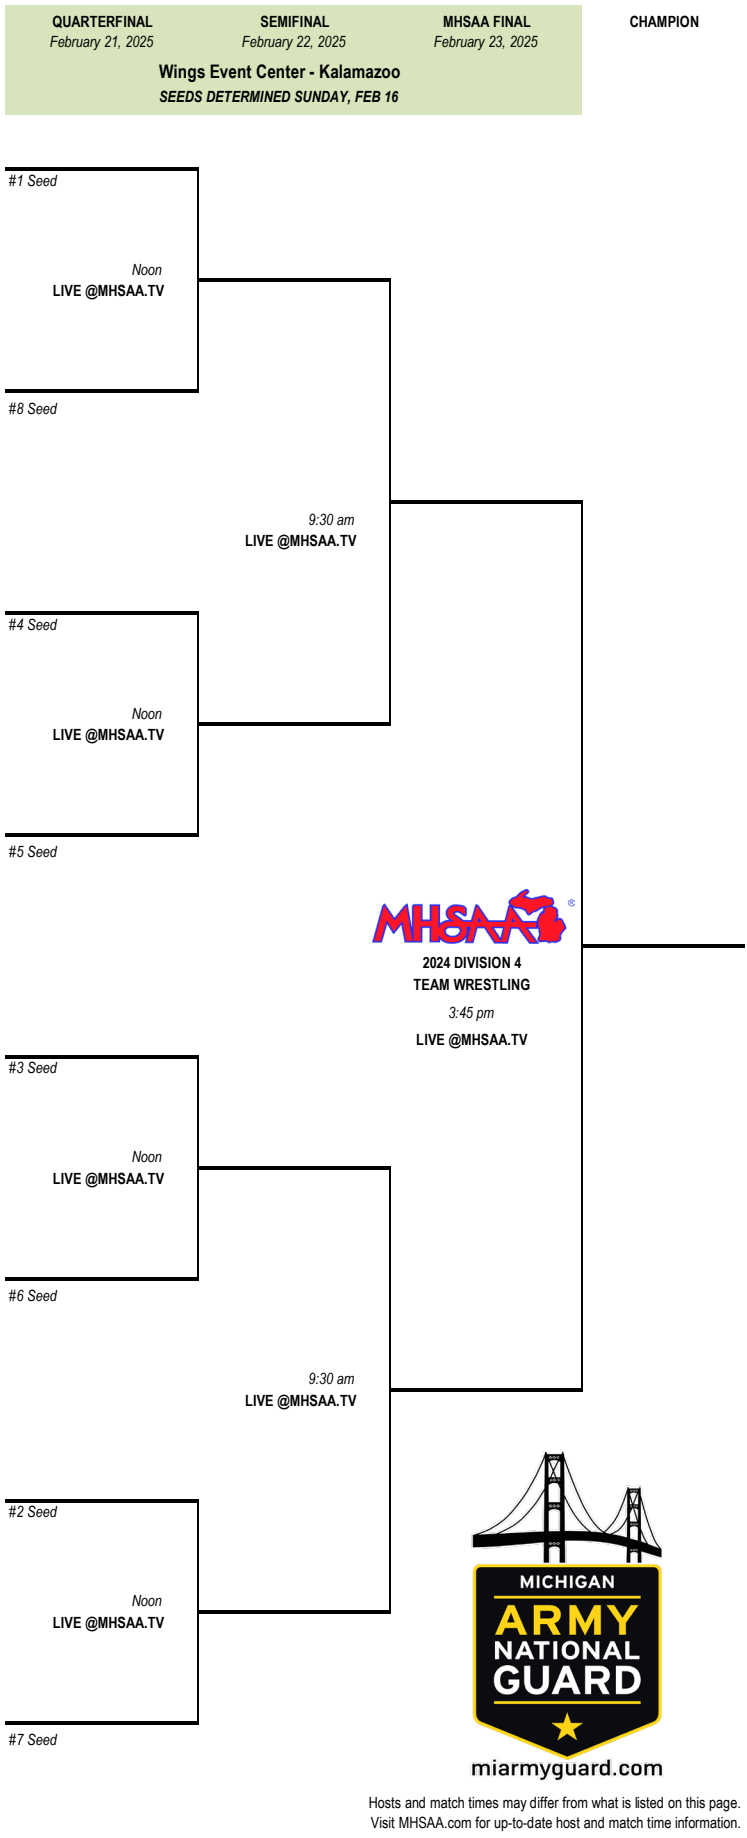 QUARTERFINAL SEMIFINAL MHSAA FINAL CHAMPION
February 21, 2025 February 22, 2025 February 23, 2025
Wings Event Center - Kalamazoo
SEEDS DETERMINED SUNDAY, FEB 16
#1 Seed
Noon
LIVE @MHSAA.TV
#8 Seed
9:30 am
LIVE @MHSAA.TV
#4 Seed
Noon
LIVE @MHSAA.TV
#5 Seed
MHSAA ®
2024 DIVISION 4
TEAM WRESTLING
3:45 pm
LIVE @MHSAA.TV
#3 Seed
Noon
LIVE @MHSAA.TV
#6 Seed
9:30 am
LIVE @MHSAA.TV
#2 Seed
Noon
LIVE @MHSAA.TV
#7 Seed
MICHIGAN
ARMY
NATIONAL
GUARD
miarmyguard.com
Hosts and match times may differ from what is listed on this page.
Visit MHSAA.com for up-to-date host and match time information.